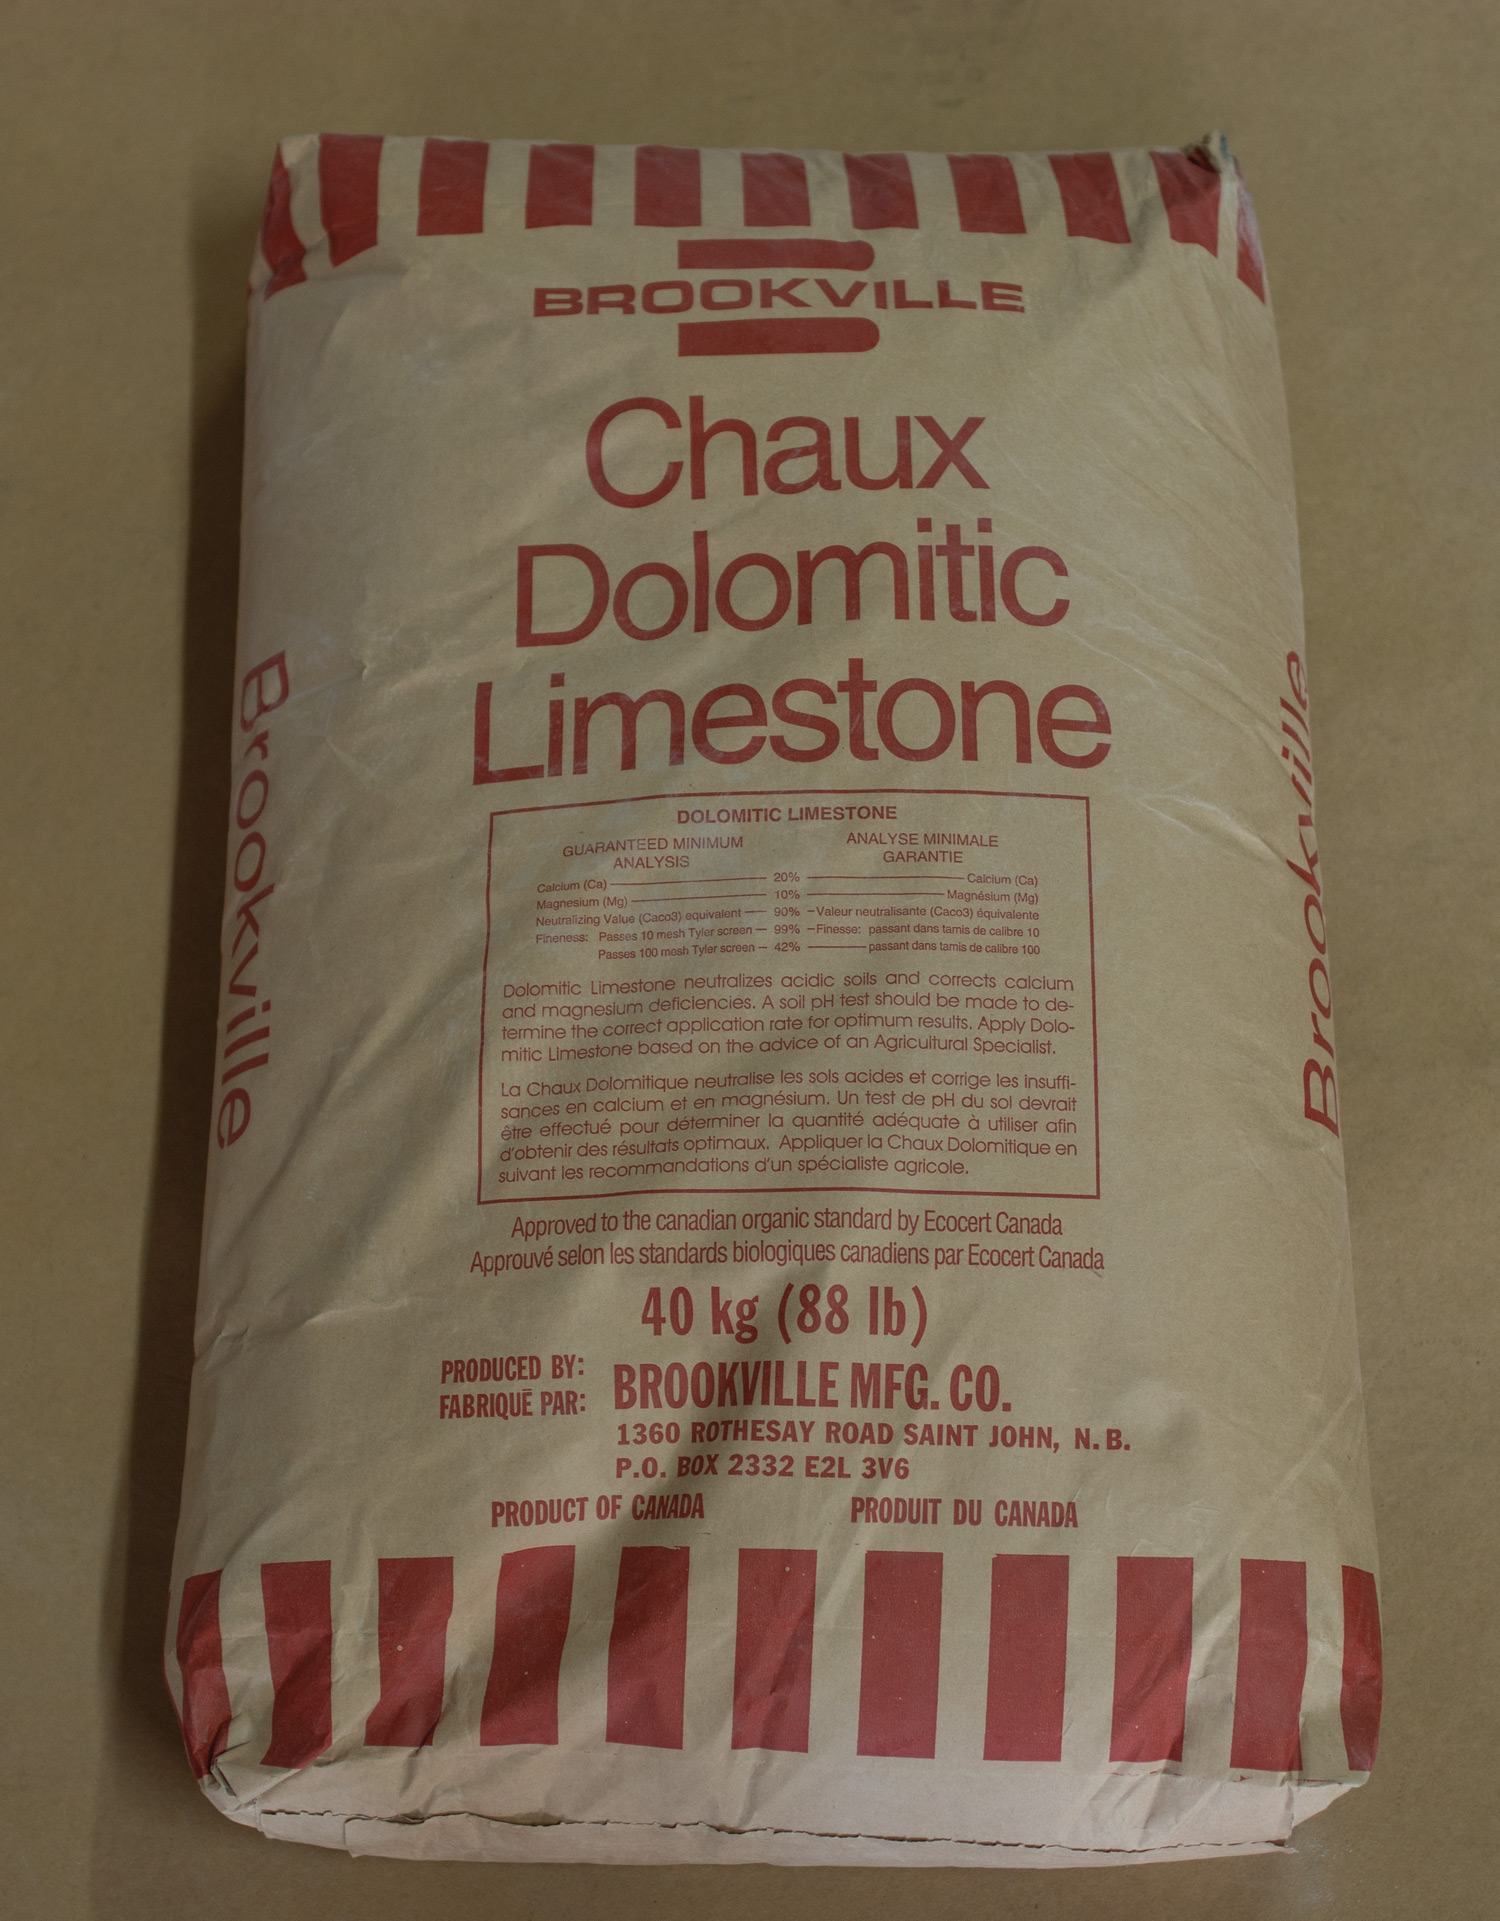 BROOKVILLE
Chaux
Dolomitic
Limestone
Brookville
Brookville
DOLOMITIC LIMESTONE
GUARANTEED MINIMUM ANALYSIS
ANALYSE MINIMALE GARANTIE
Calcium (Ca) 20% Calcium (Ca)
Magnesium (Mg) 10% Magnésium (Mg)
Neutralizing Value (Caco3) equivalent 90% Valeur neutralisante (Caco3) équivalente
Fineness: Passes 10 mesh Tyler screen 99% Finesse: passant dans tamis de calibre 10
Passes 100 mesh Tyler screen 42% passant dans tamis de calibre 100
Dolomitic Limestone neutralizes acidic soils and corrects calcium
and magnesium deficiencies. A soil pH test should be made to de-
termine the correct application rate for optimum results. Apply Dolo-
mitic Limestone based on the advice of an Agricultural Specialist.
La Chaux Dolomitique neutralise les sols acides et corrige les insuffi-
sances en calcium et en magnésium. Un test de pH du sol devrait
être effectué pour déterminer la quantité adéquate à utiliser afin
d'obtenir des résultats optimaux. Appliquer la Chaux Dolomitique en
suivant les recommandations d'un spécialiste agricole.
Approved to the canadian organic standard by Ecocert Canada
Approuvé selon les standards biologiques canadiens par Ecocert Canada
40 kg (88 lb)
PRODUCED BY:
FABRIQUĒ PAR:
BROOKVILLE MFG. CO.
1360 ROTHESAY ROAD SAINT JOHN, N.B.
P.O. BOX 2332 E2L 3V6
PRODUCT OF CANADA
PRODUIT DU CANADA